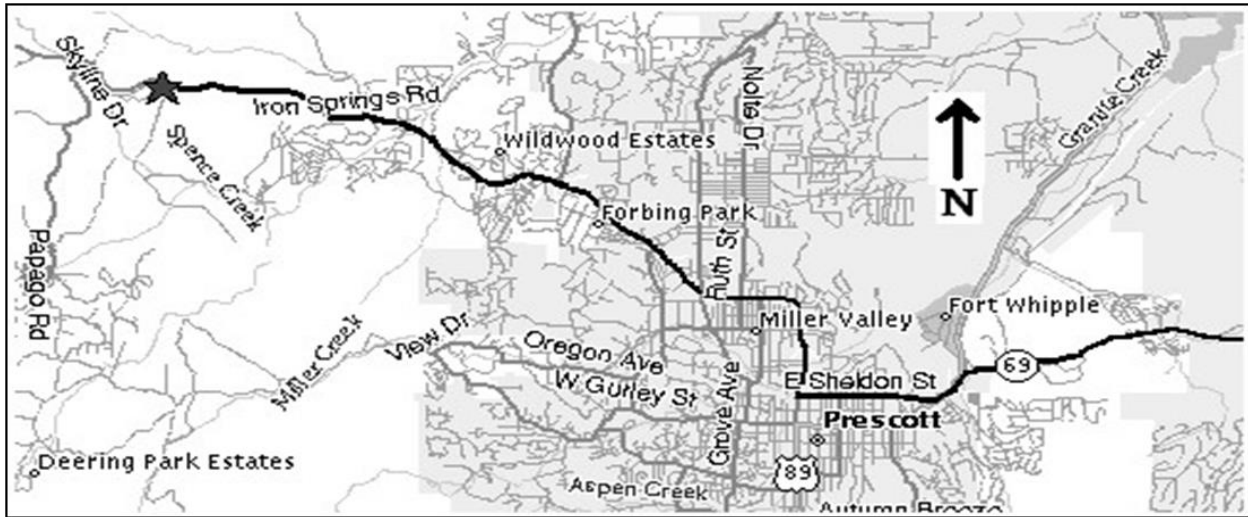 Skyline Dr
Iron Springs Rd
Spence Creek
Wildwood Estates
Nolte Dr
Granite Creek
N
Forbing Park
Papago Rd
Ruth St
Miller Valley
Fort Whipple
Miller Creek
View Dr
Oregon Ave
W Gurley St
Grove Ave
E Sheldon St
69
Prescott
Deering Park Estates
89
Aspen Creek
Autumn Breeze